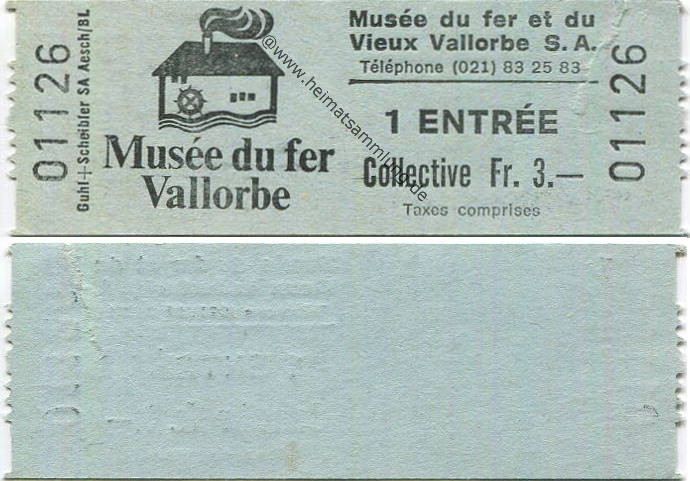 01126
Guhl+Scheibler SA Aesch/BL
Musée du fer
Vallorbe
Musée du fer et du
Vieux Vallorbe S.A.
Téléphone (021) 83 25 83
1 ENTRÉE
Collective Fr. 3.—
Taxes comprises
01126
@www.heimatsammlung.de